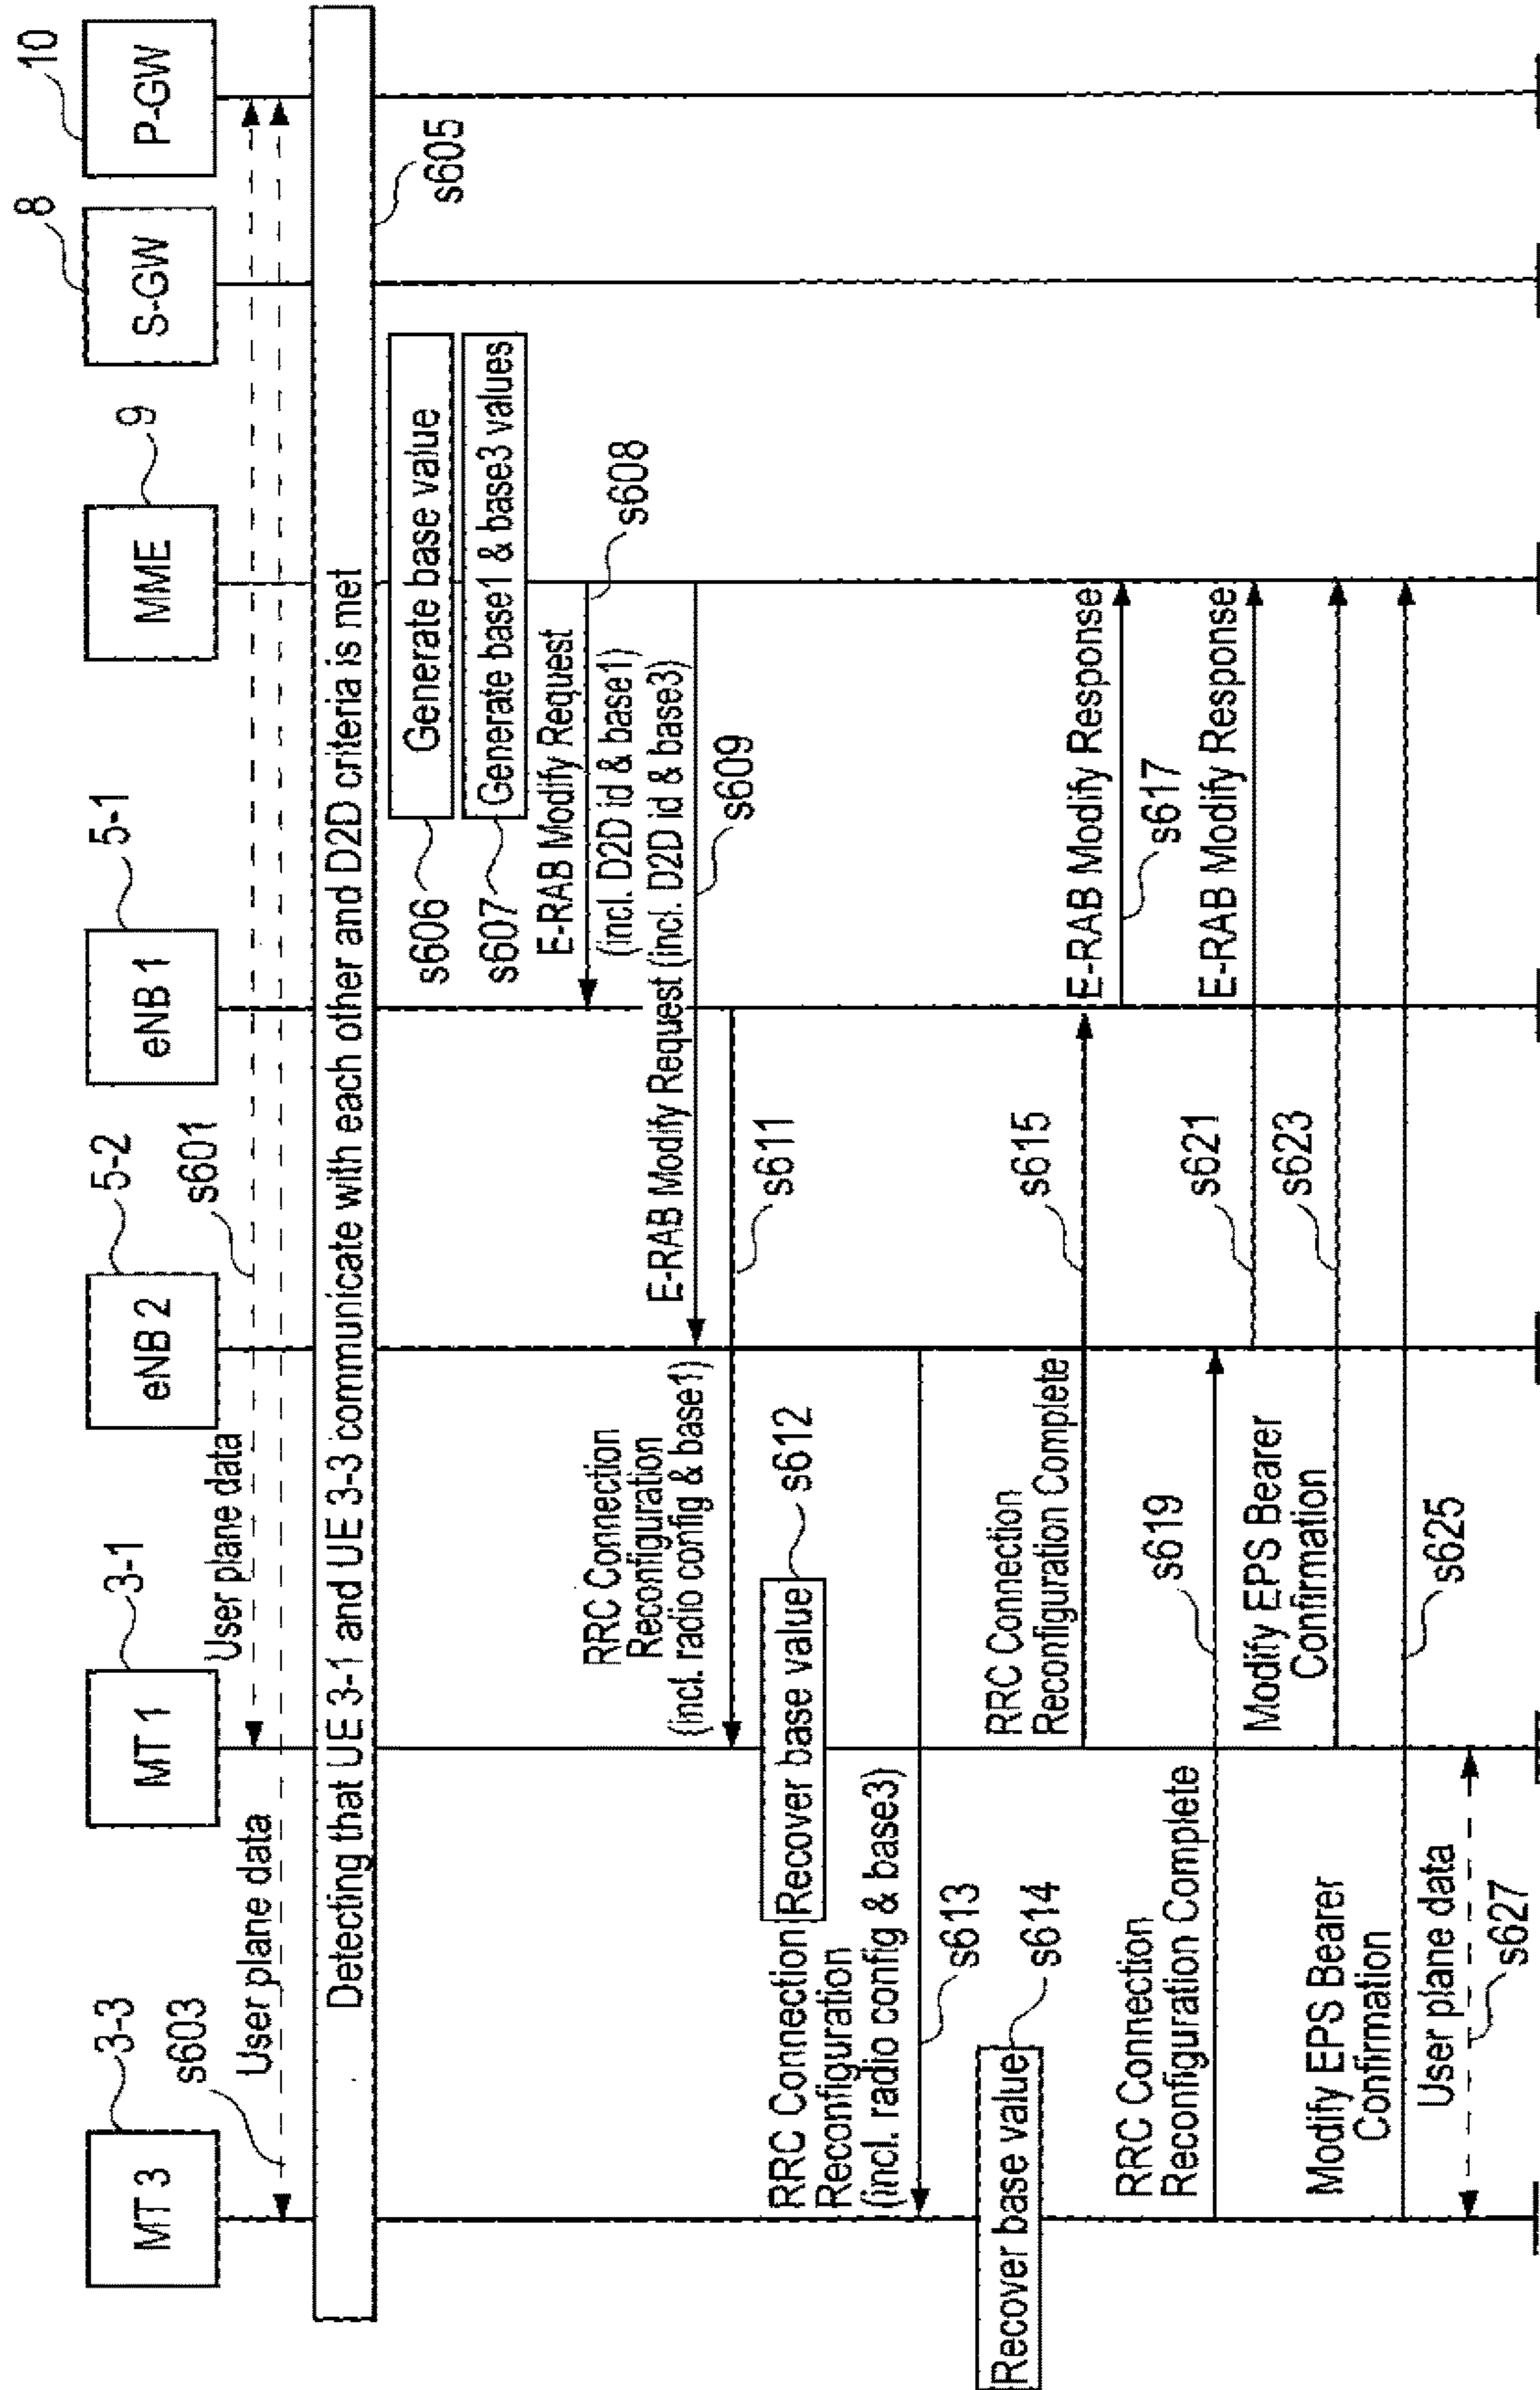 MT 3
3-3
MT 1
3-1
eNB 2
5-2
eNB 1
5-1
MME
9
S-GW
8
P-GW
10
User plane data
s601
s603
User plane data
Detecting that UE 3-1 and UE 3-3 communicate with each other and D2D criteria is met
s605
Generate base value
s606
Generate base1 & base3 values
s607
E-RAB Modify Request
(incl. D2D id & base1)
s608
E-RAB Modify Request (incl. D2D id & base3)
s609
RRC Connection
Reconfiguration
(incl. radio config & base1)
s611
Recover base value
s612
RRC Connection
Reconfiguration
(incl. radio config & base3)
s613
Recover base value
s614
RRC Connection
Reconfiguration Complete
s615
E-RAB Modify Response
s617
RRC Connection
Reconfiguration Complete
s619
E-RAB Modify Response
s621
Modify EPS Bearer
Confirmation
s623
Modify EPS Bearer
Confirmation
s625
User plane data
s627